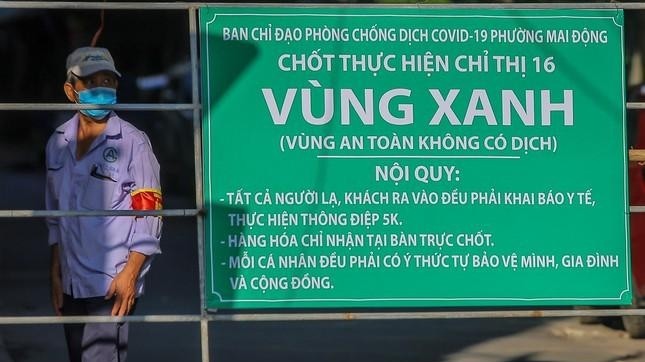 BAN CHỈ ĐẠO PHÒNG CHỐNG DỊCH COVID-19 PHƯỜNG MAI ĐỘNG
CHỐT THỰC HIỆN CHỈ THỊ 16
VÙNG XANH
(VÙNG AN TOÀN KHÔNG CÓ DỊCH)
NỘI QUY:
- TẤT CẢ NGƯỜI LẠ, KHÁCH RA VÀO ĐỀU PHẢI KHAI BÁO Y TẾ,
THỰC HIỆN THÔNG ĐIỆP 5K.
- HÀNG HÓA CHỈ NHẬN TẠI BÀN TRỰC CHỐT.
- MỖI CÁ NHÂN ĐỀU PHẢI CÓ Ý THỨC TỰ BẢO VỆ MÌNH, GIA ĐÌNH
VÀ CỘNG ĐỒNG.